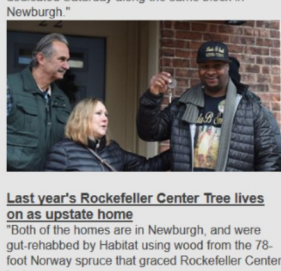 Newburgh."
Last year's Rockefeller Center Tree lives
on as upstate home
"Both of the homes are in Newburgh, and were
gut-rehabbed by Habitat using wood from the 78-
foot Norway spruce that graced Rockefeller Center